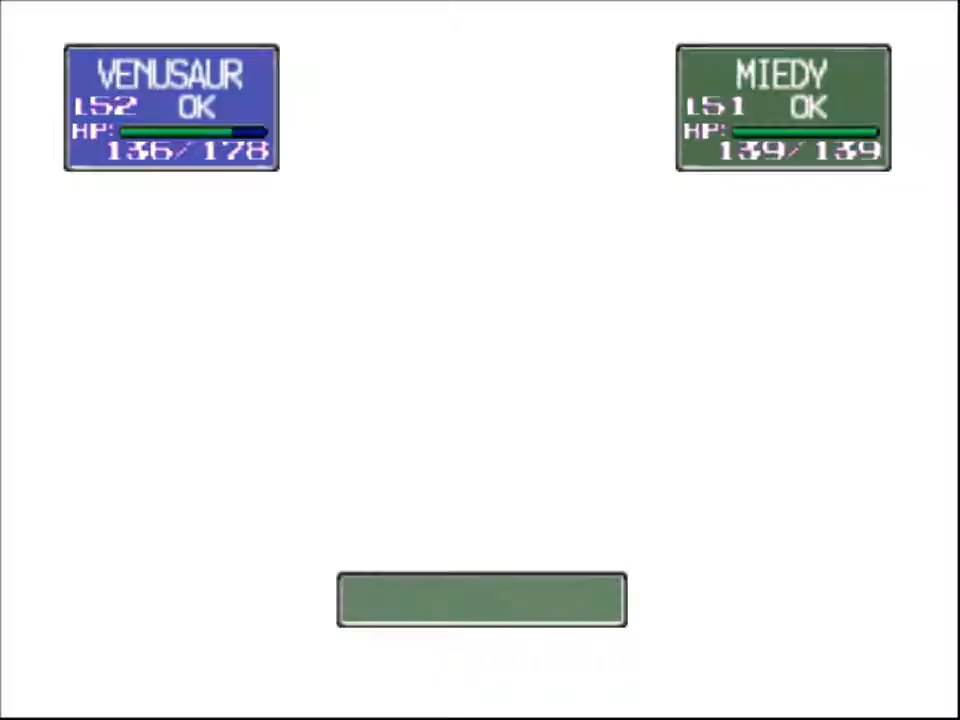 VENUSAUR
L52 OK
HP:
136/178
MIEDY
L51 OK
HP:
139/139